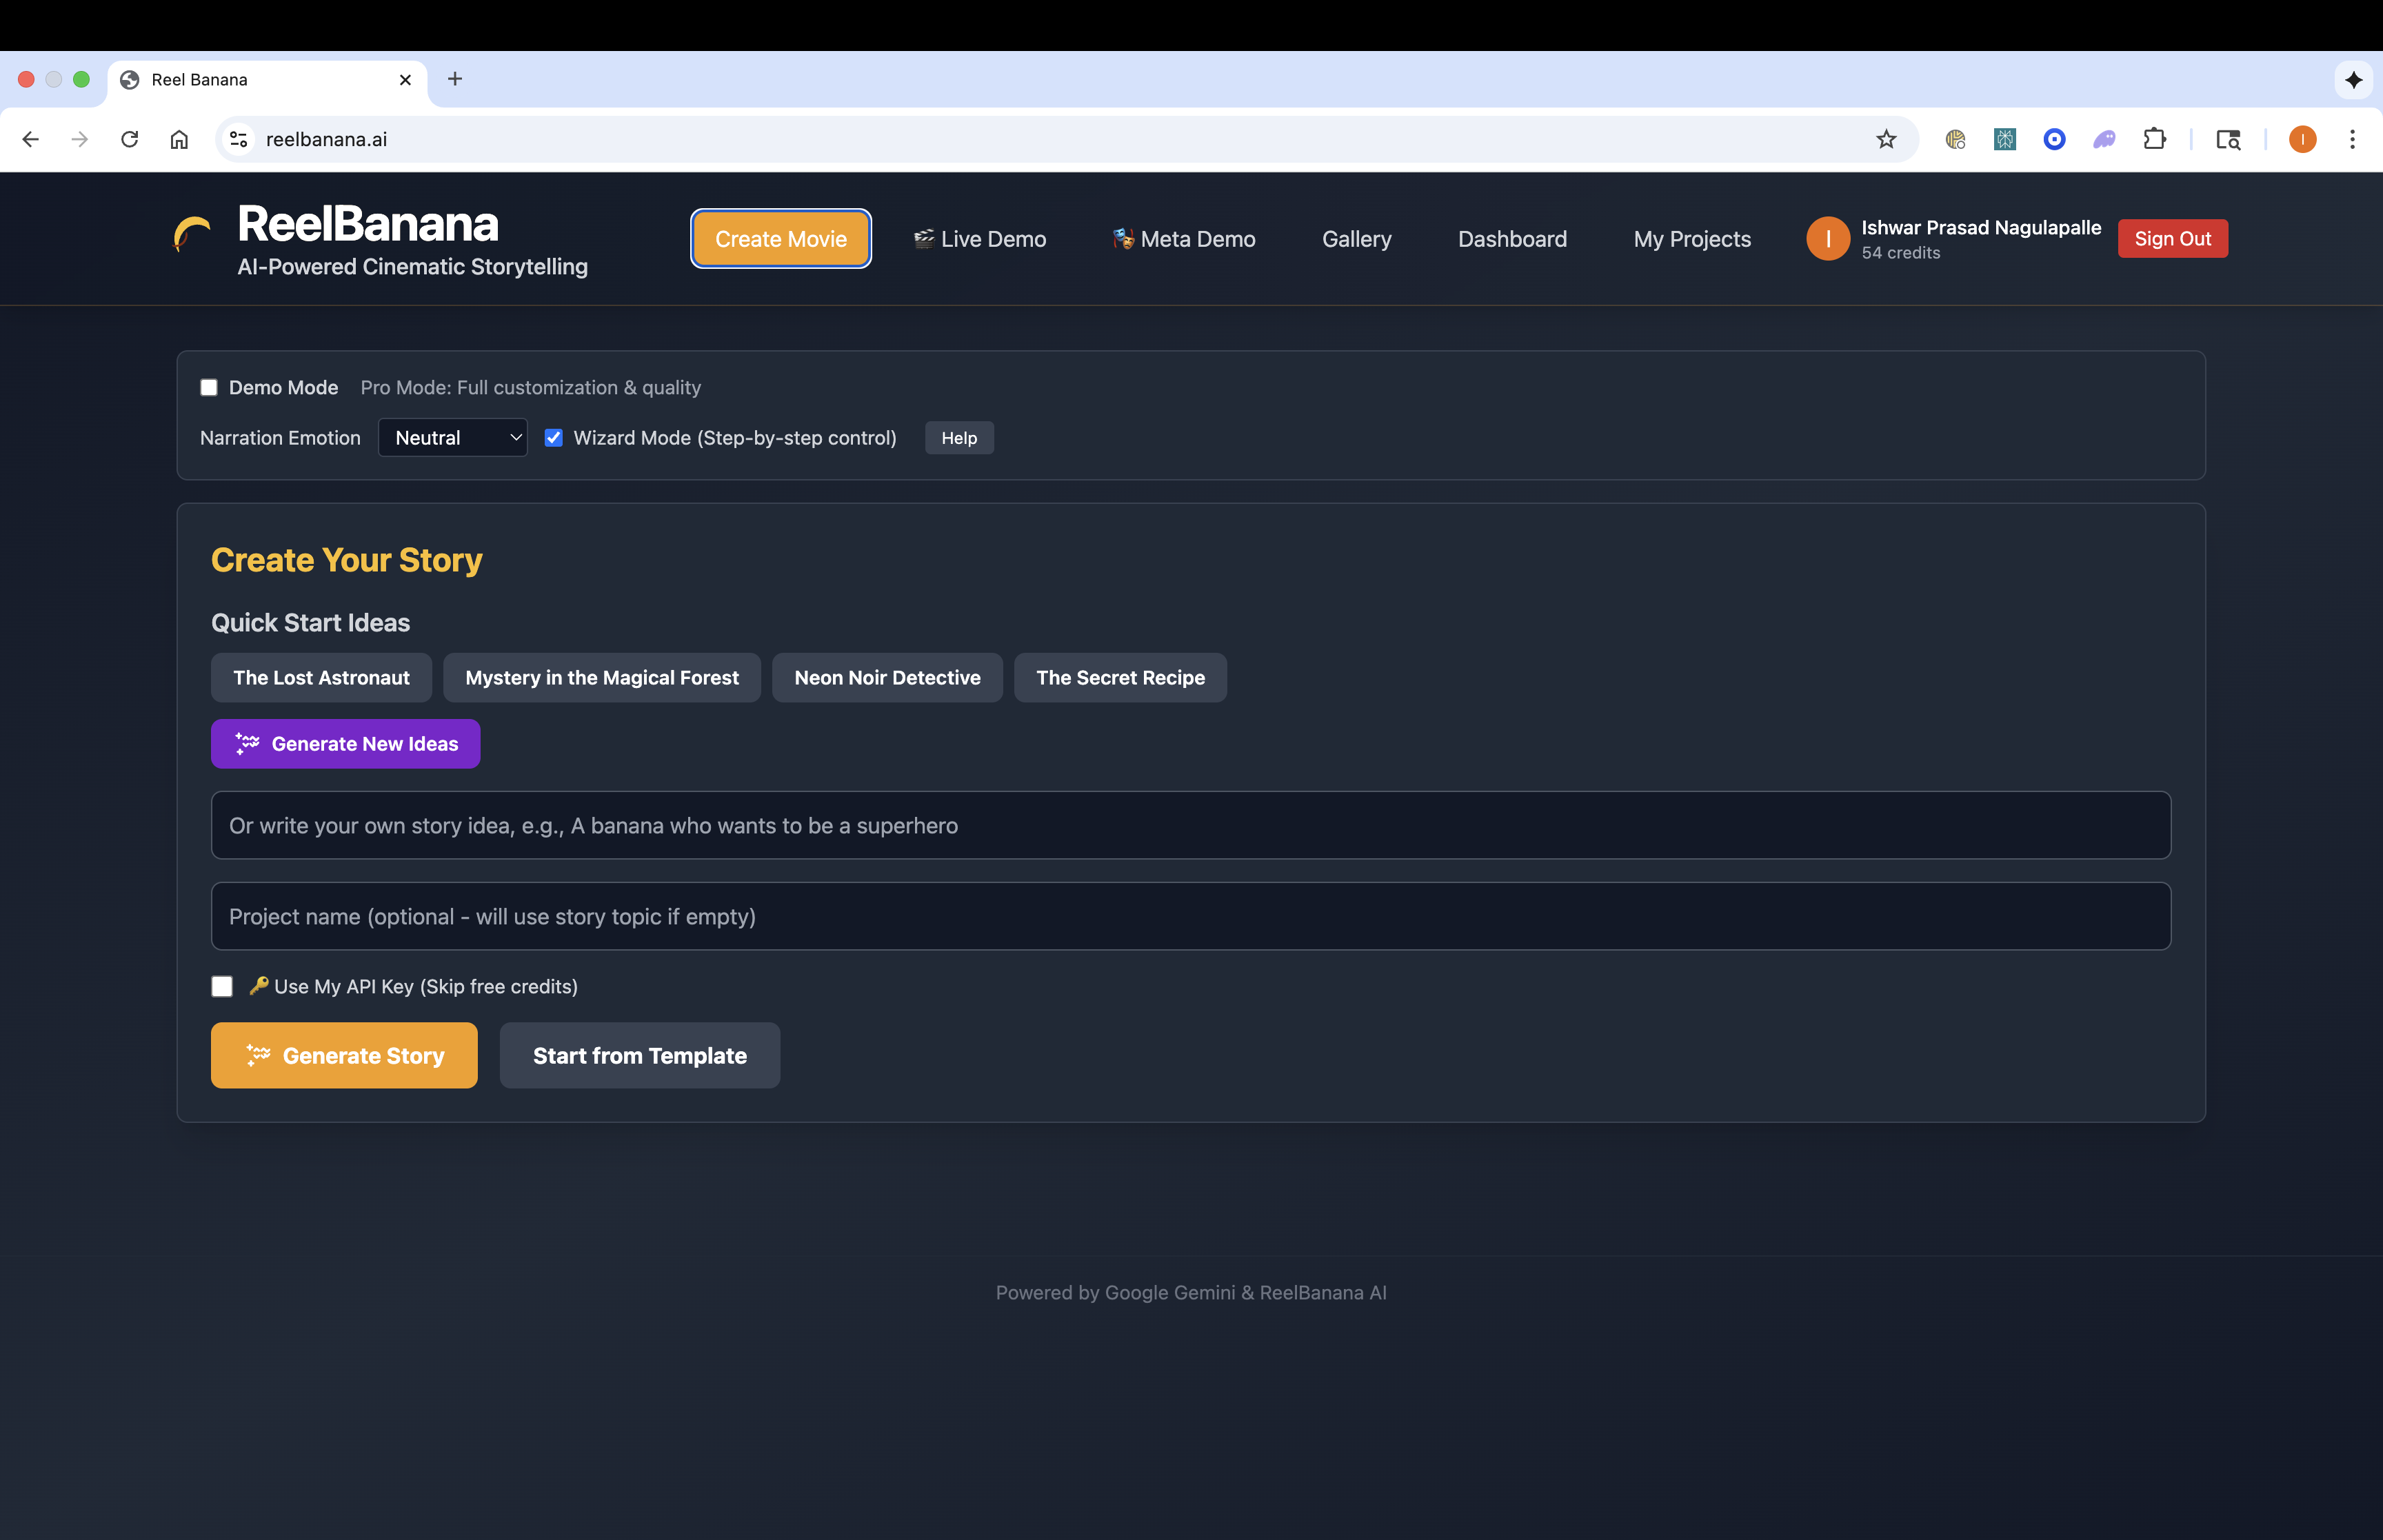 Reel Banana
reelbanana.ai
I
ReelBanana
AI-Powered Cinematic Storytelling
Create Movie
Live Demo
Meta Demo
Gallery
Dashboard
My Projects
I
Ishwar Prasad Nagulapalle
54 credits
Sign Out
Demo Mode Pro Mode: Full customization & quality
Narration Emotion Neutral Wizard Mode (Step-by-step control) Help
Create Your Story
Quick Start Ideas
The Lost Astronaut Mystery in the Magical Forest Neon Noir Detective The Secret Recipe
Generate New Ideas
Or write your own story idea, e.g., A banana who wants to be a superhero
Project name (optional - will use story topic if empty)
Use My API Key (Skip free credits)
Generate Story Start from Template
Powered by Google Gemini & ReelBanana AI